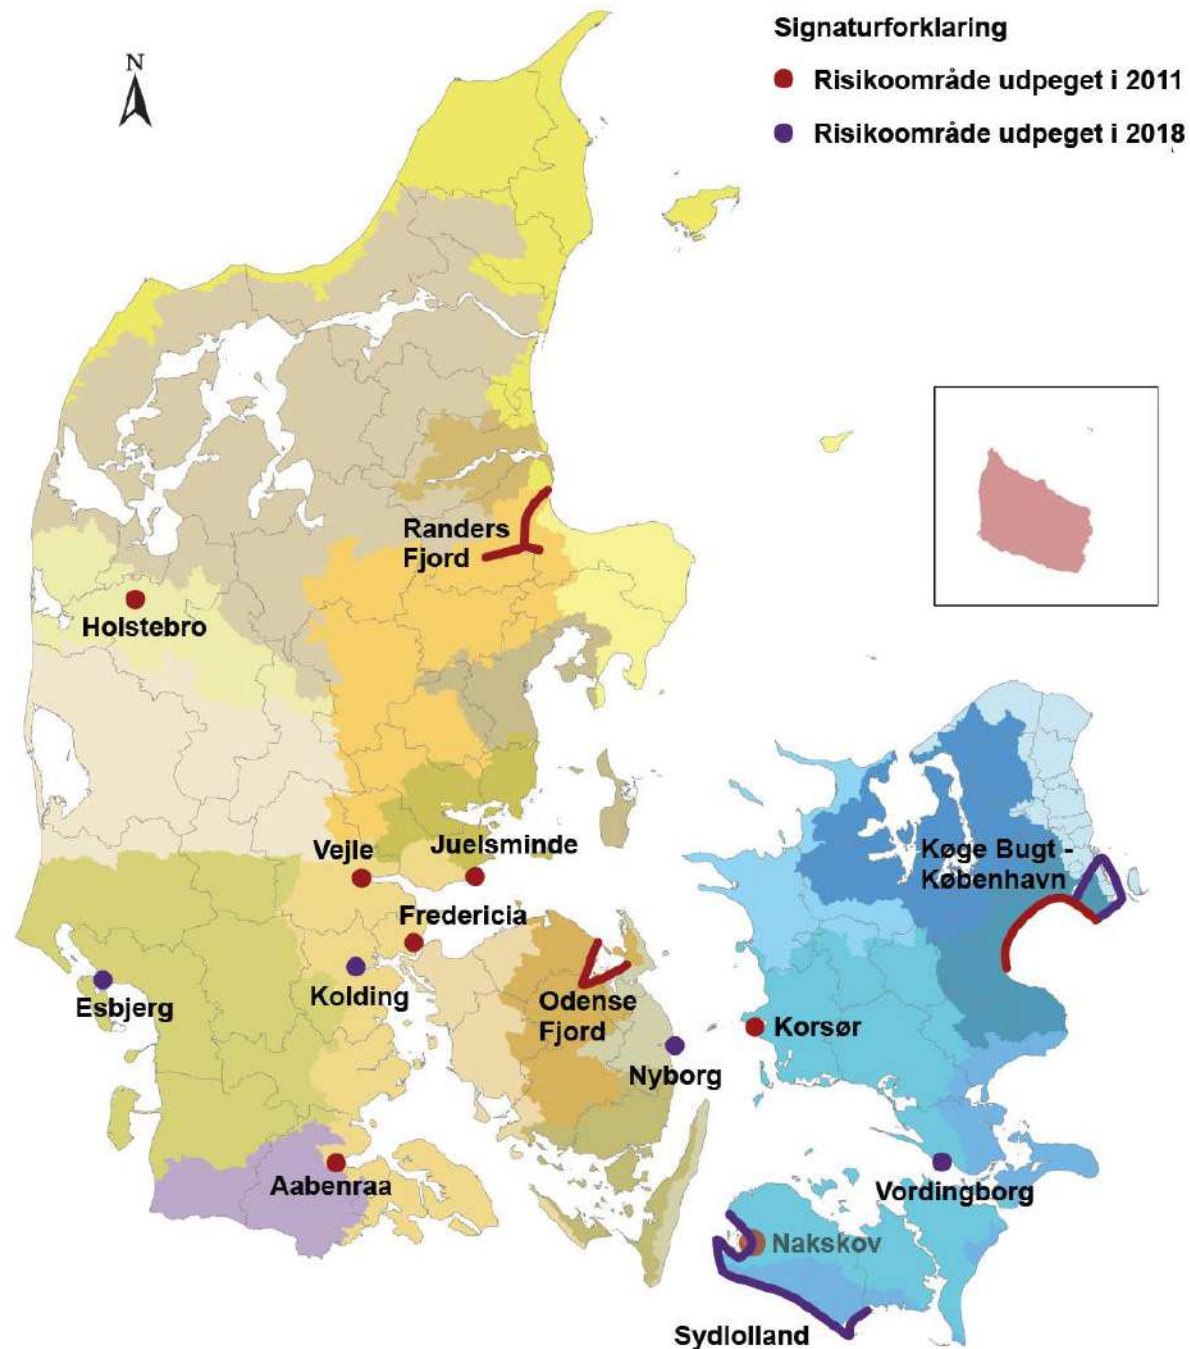 Signaturforklaring
N
Risikoområde udpeget i 2011
Risikoområde udpeget i 2018
Randers
Fjord
Holstebro
Vejle
Juelsminde
Køge Bugt -
København
Fredericia
Kolding
Esbjerg
Odense
Fjord
Korsør
Nyborg
Aabenraa
Vordingborg
Nakskov
Sydlolland